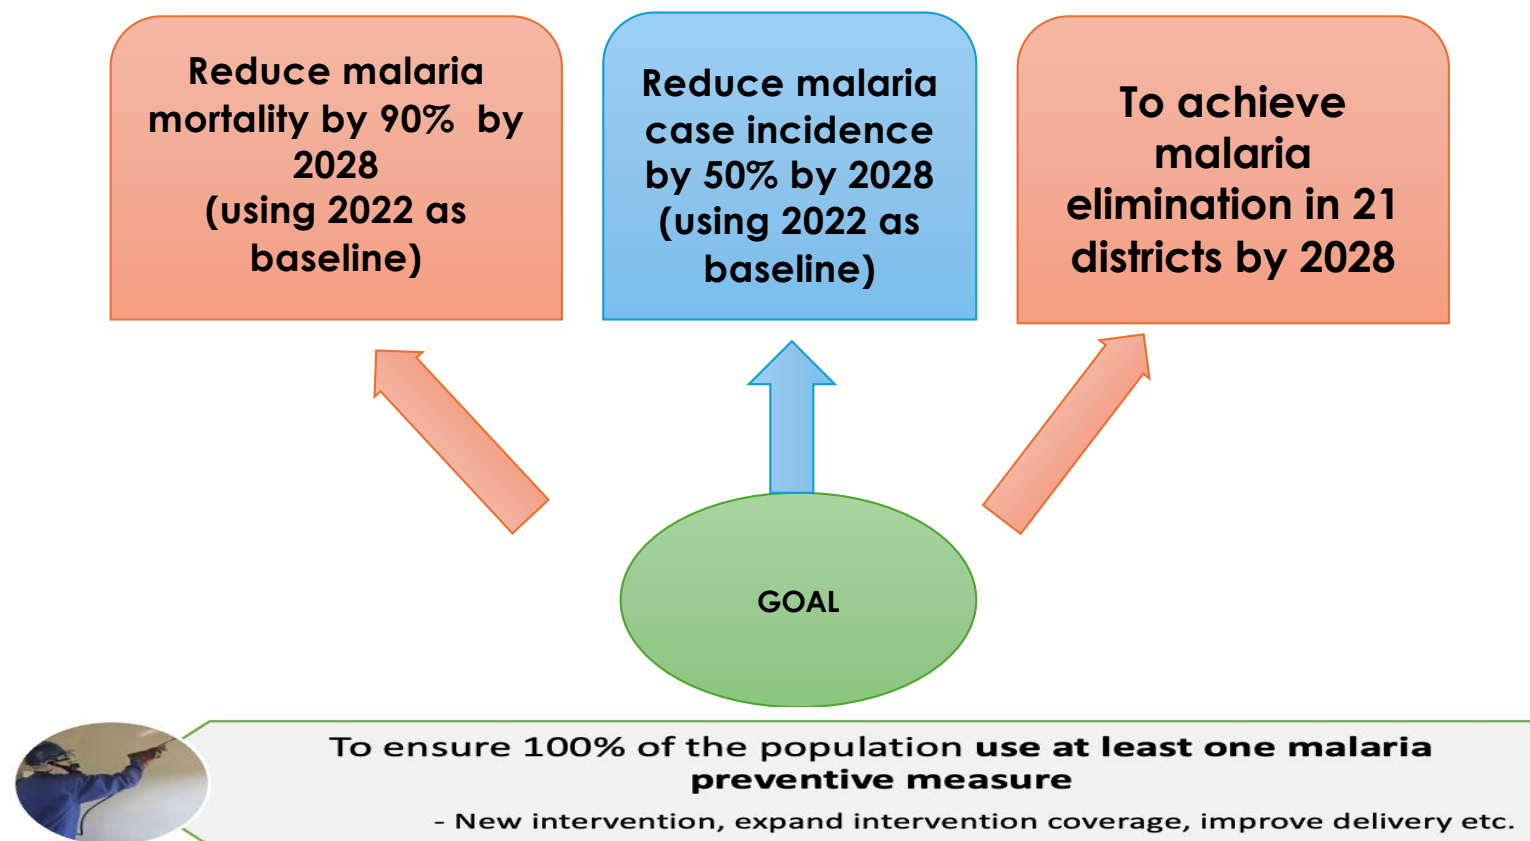 Reduce malaria
mortality by 90% by
2028
(using 2022 as
baseline)
Reduce malaria
case incidence
by 50% by 2028
(using 2022 as
baseline)
To achieve
malaria
elimination in 21
districts by 2028
GOAL
To ensure 100% of the population use at least one malaria
preventive measure
- New intervention, expand intervention coverage, improve delivery etc.